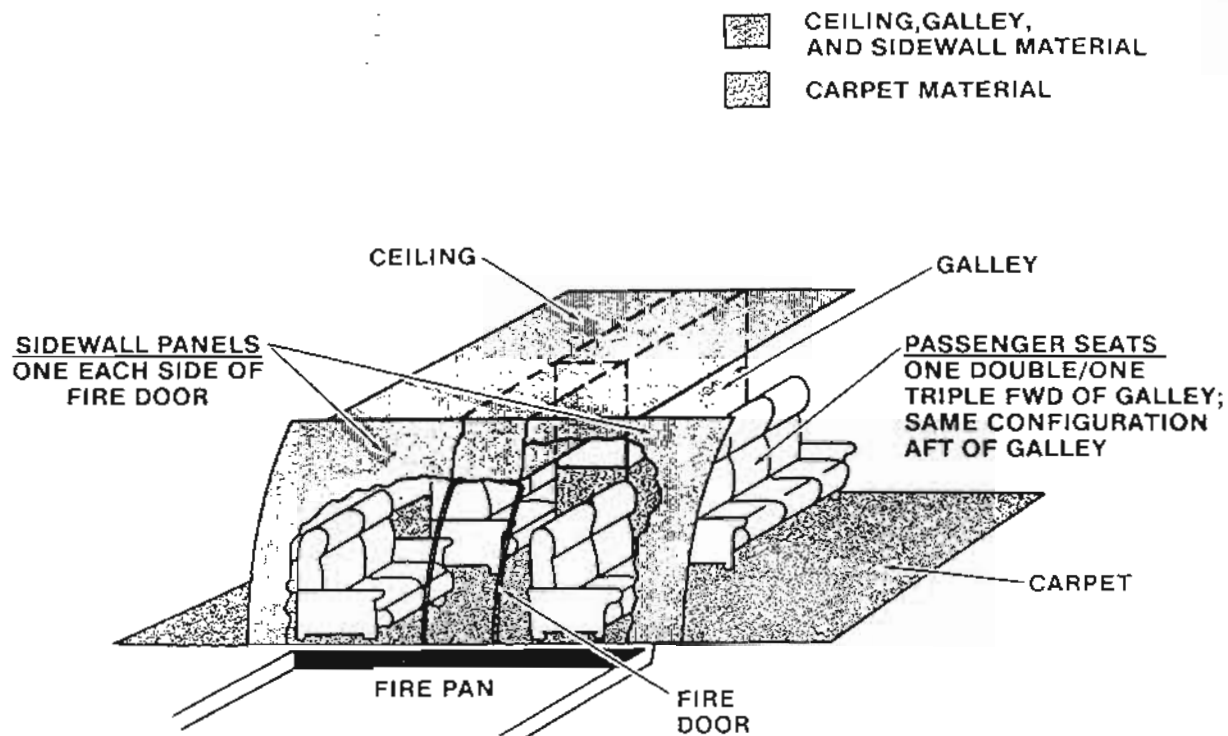 CEILING, GALLEY,
AND SIDEWALL MATERIAL
CARPET MATERIAL
CEILING
GALLEY
SIDEWALL PANELS
ONE EACH SIDE OF
FIRE DOOR
PASSENGER SEATS
ONE DOUBLE/ONE
TRIPLE FWD OF GALLEY;
SAME CONFIGURATION
AFT OF GALLEY
CARPET
FIRE PAN
FIRE
DOOR